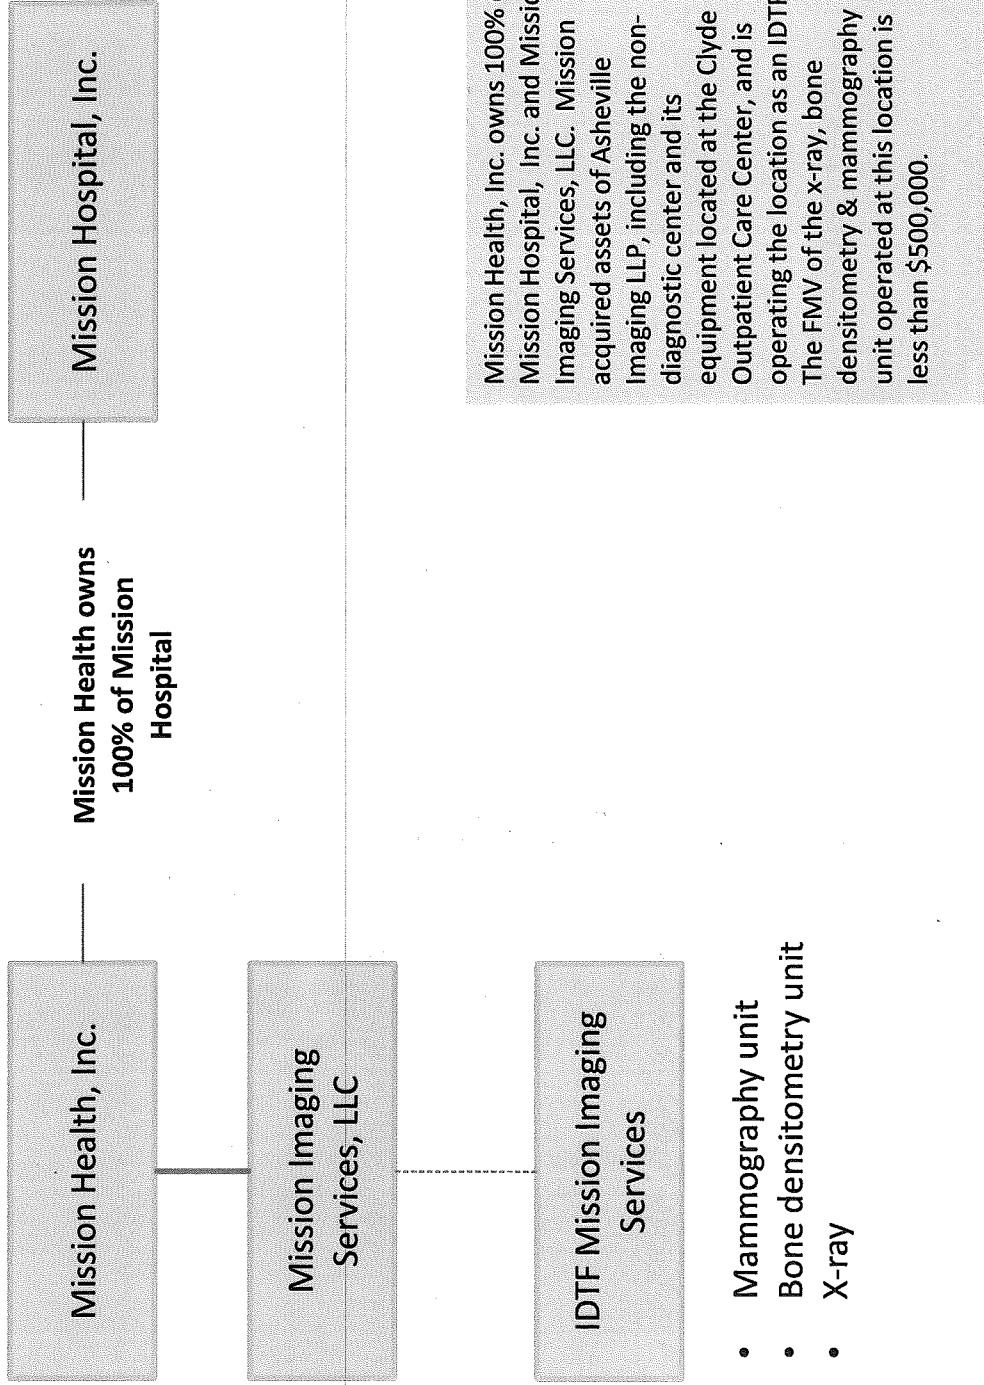 Mission Health, Inc.
Mission Health owns
100% of Mission
Hospital
Mission Hospital, Inc.
Mission Imaging
Services, LLC
IDTF Mission Imaging
Services
• Mammography unit
• Bone densitometry unit
• X-ray
Mission Health, Inc. owns 100%
Mission Hospital, Inc. and
Imaging Services, LLC. Mission
acquired assets of Asheville
Imaging LLP, including the non-
diagnostic center and its
equipment located at the Clyde
Outpatient Care Center, and is
operating the location as an IDTF
The FMV of the x-ray, bone
densitometry & mammography
unit operated at this location is
less than $500,000.